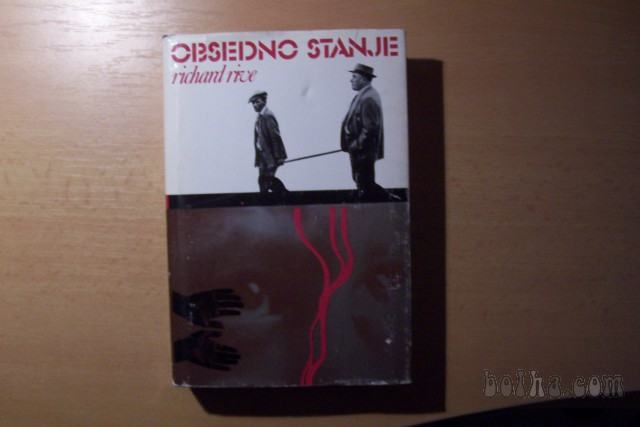 OBSEDNO STANJE
richard rive
bolha.com